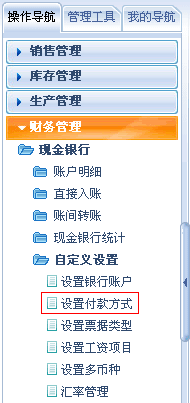 操作导航 管理工具 我的导航
销售管理
库存管理
生产管理
财务管理
现金银行
账户明细
直接入账
账间转账
现金银行统计
自定义设置
设置银行账户
设置付款方式
设置票据类型
设置工资项目
设置多币种
汇率管理